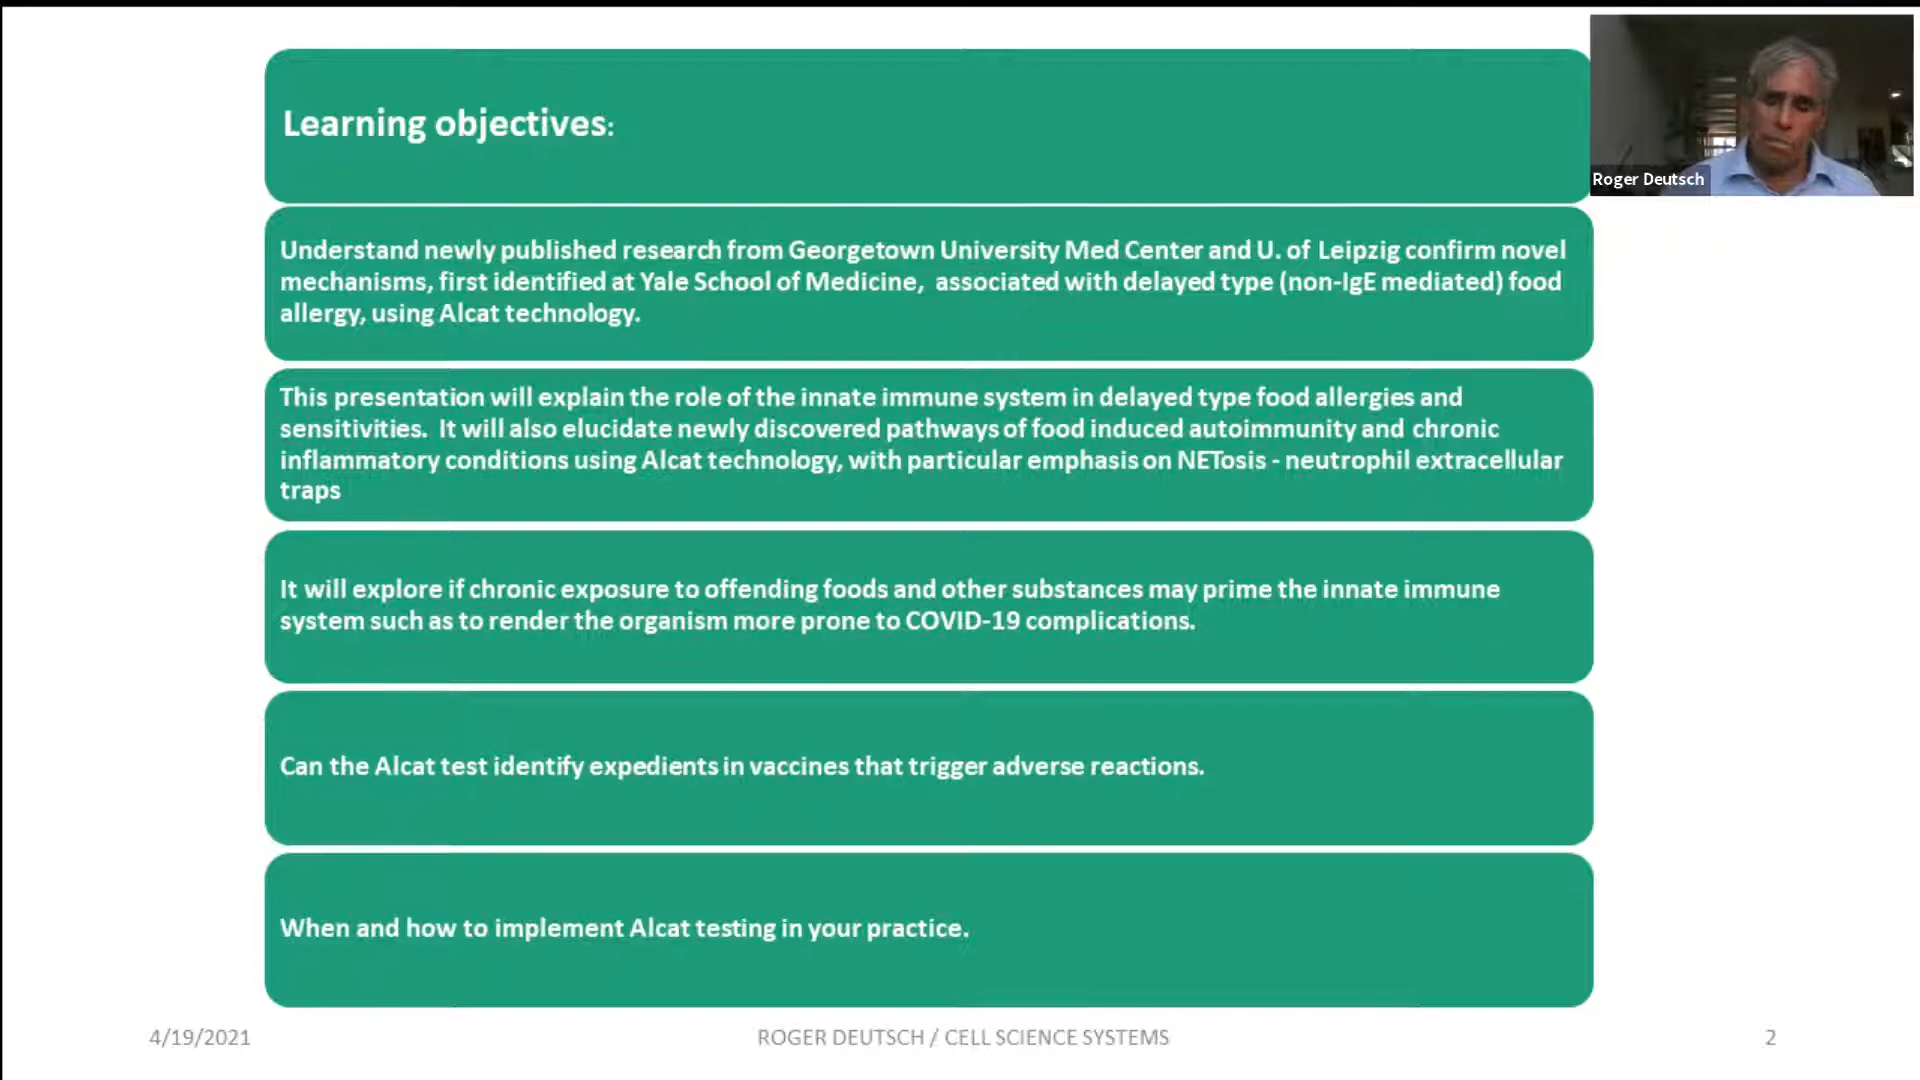 Learning objectives:
Roger Deutsch
Understand newly published research from Georgetown University Med Center and U. of Leipzig confirm novel
mechanisms, first identified at Yale School of Medicine,  associated with delayed type (non-IgE mediated) food
allergy, using Alcat technology.
This presentation will explain the role of the innate immune system in delayed type food allergies and
sensitivities.  It will also elucidate newly discovered pathways of food induced autoimmunity and chronic
inflammatory conditions using Alcat technology, with particular emphasis on NETosis - neutrophil extracellular
traps
It will explore if chronic exposure to offending foods and other substances may prime the innate immune
system such as to render the organism more prone to COVID-19 complications.
Can the Alcat test identify expedients in vaccines that trigger adverse reactions.
When and how to implement Alcat testing in your practice.
4/19/2021
ROGER DEUTSCH / CELL SCIENCE SYSTEMS
2